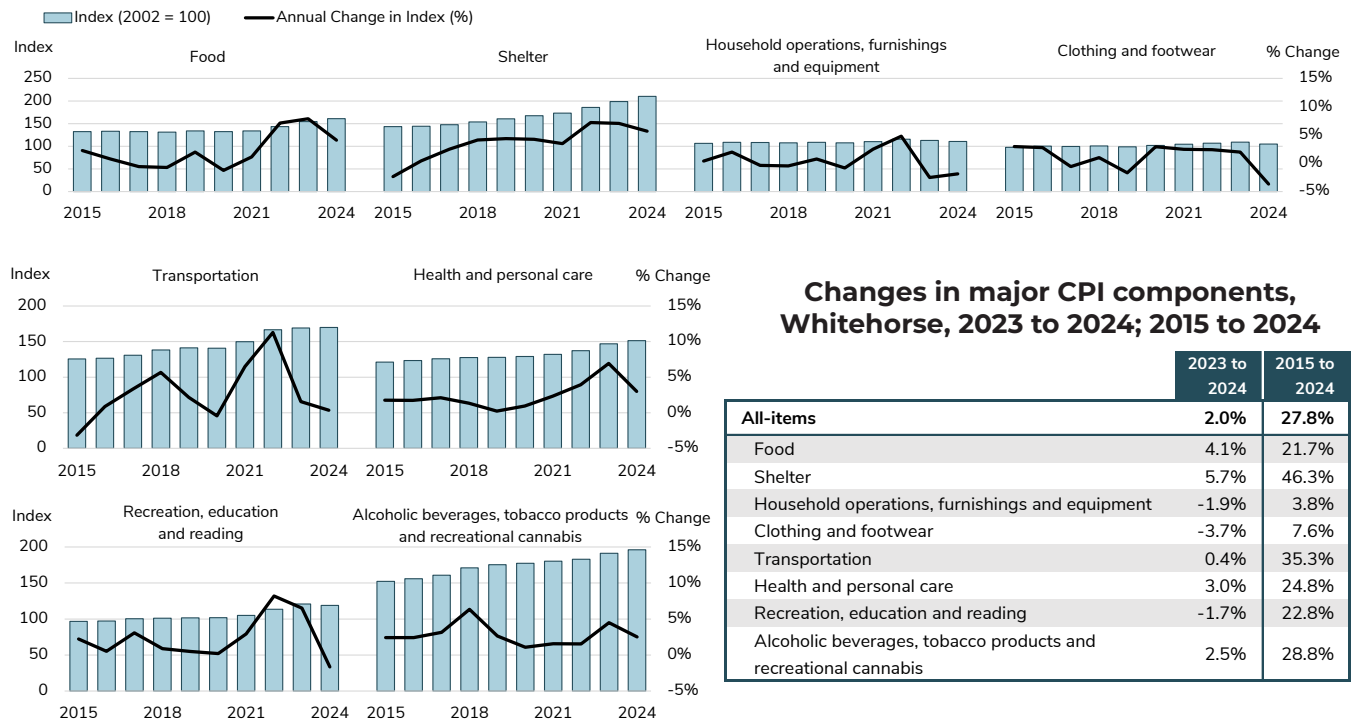 Index (2002 = 100) Annual Change in Index (%)
Index Food Shelter Household operations, furnishings Clothing and footwear % Change
and equipment
250 15%
200 10%
150 5%
100 0%
50 -5%
0
2015 2018 2021 2024 2015 2018 2021 2024 2015 2018 2021 2024 2015 2018 2021 2024
Index Transportation Health and personal care % Change
200 15%
150 10%
100 5%
50 0%
0 -5%
2015 2018 2021 2024 2015 2018 2021 2024
Index Recreation, education Alcoholic beverages, tobacco products % Change
and reading and recreational cannabis
200 15%
150 10%
100 5%
50 0%
0 -5%
2015 2018 2021 2024 2015 2018 2021 2024
Changes in major CPI components,
Whitehorse, 2023 to 2024; 2015 to 2024
2023 to 2015 to
2024 2024
All-items 2.0% 27.8%
Food 4.1% 21.7%
Shelter 5.7% 46.3%
Household operations, furnishings and equipment -1.9% 3.8%
Clothing and footwear -3.7% 7.6%
Transportation 0.4% 35.3%
Health and personal care 3.0% 24.8%
Recreation, education and reading -1.7% 22.8%
Alcoholic beverages, tobacco products and
recreational cannabis 2.5% 28.8%